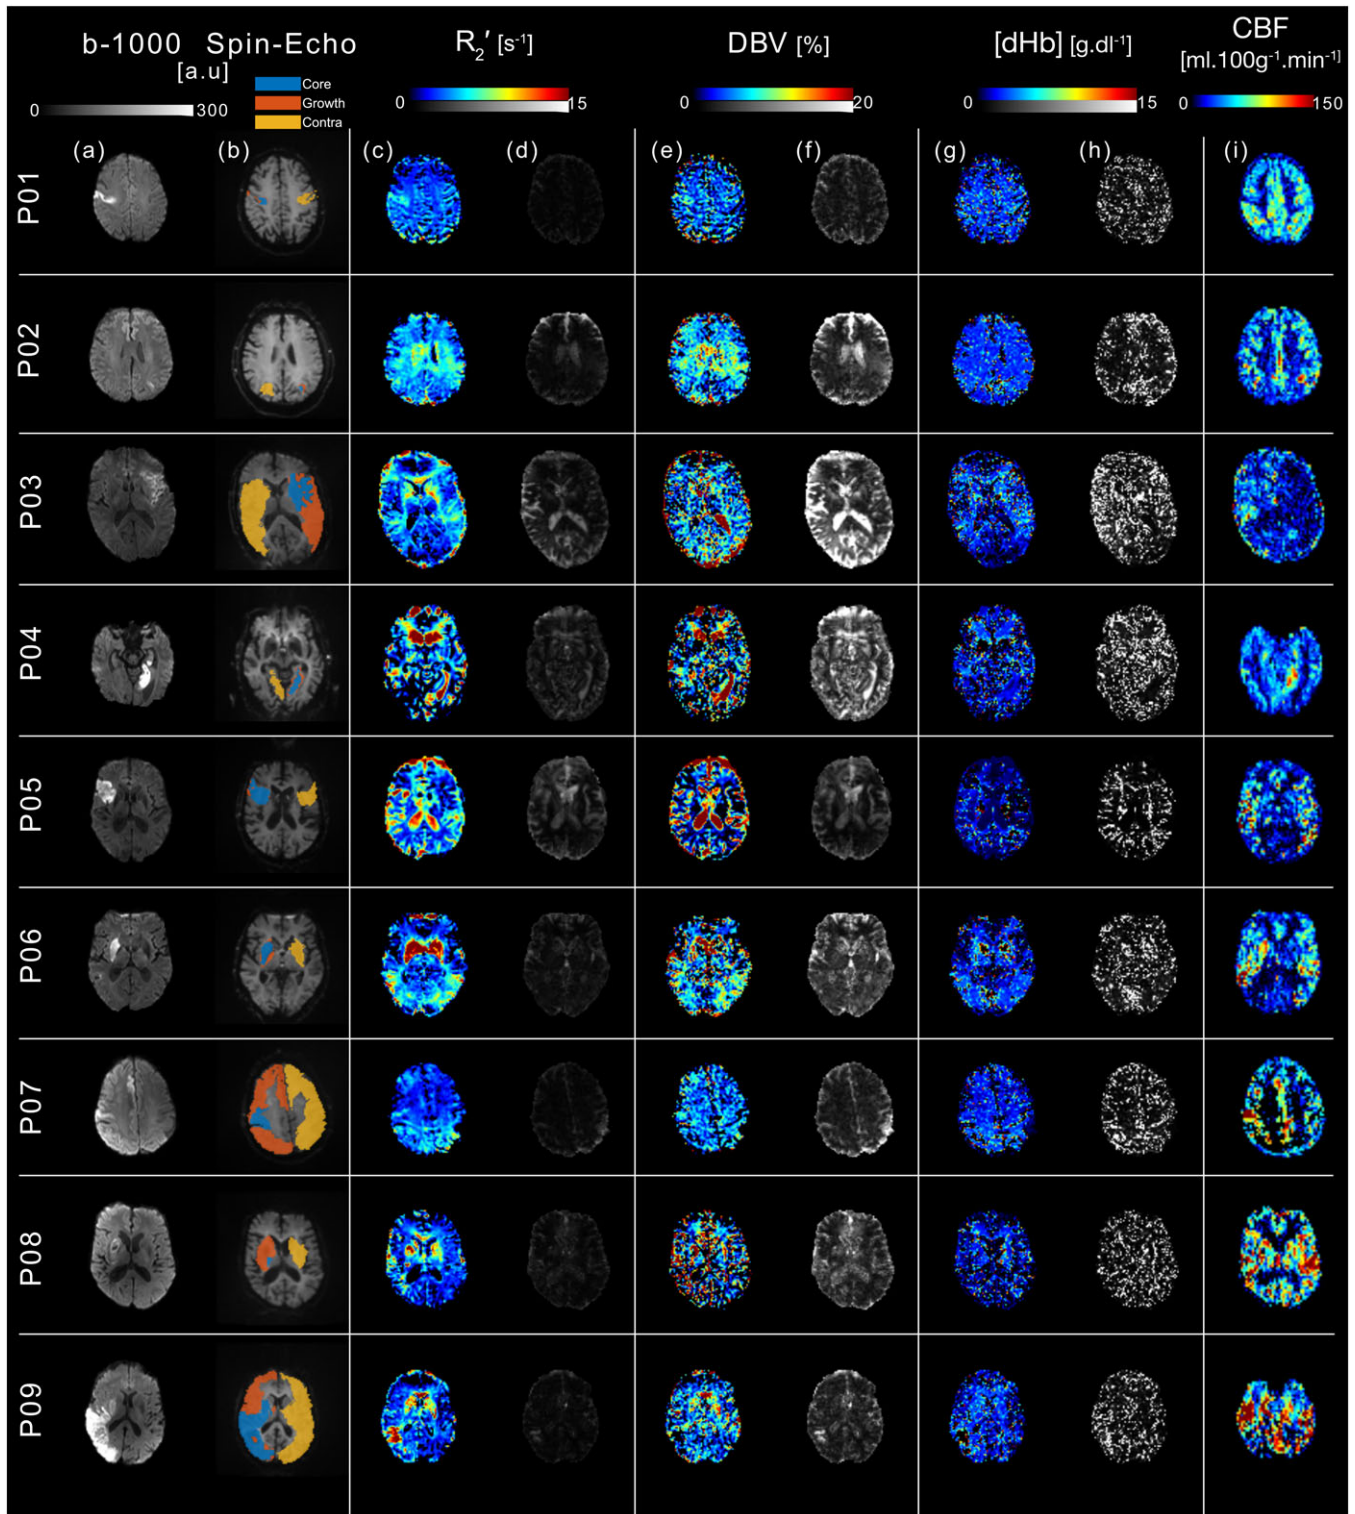 b-1000 Spin-Echo R₂′ [s⁻¹] DBV [%] [dHb] [g.dl⁻¹] CBF
[a.u] [ml.100g⁻¹.min⁻¹]
Core
Growth
Contra
0 300 0 15 0 20 0 15 0 150
(a) (b) (c) (d) (e) (f) (g) (h) (i)
P01
P02
P03
P04
P05
P06
P07
P08
P09